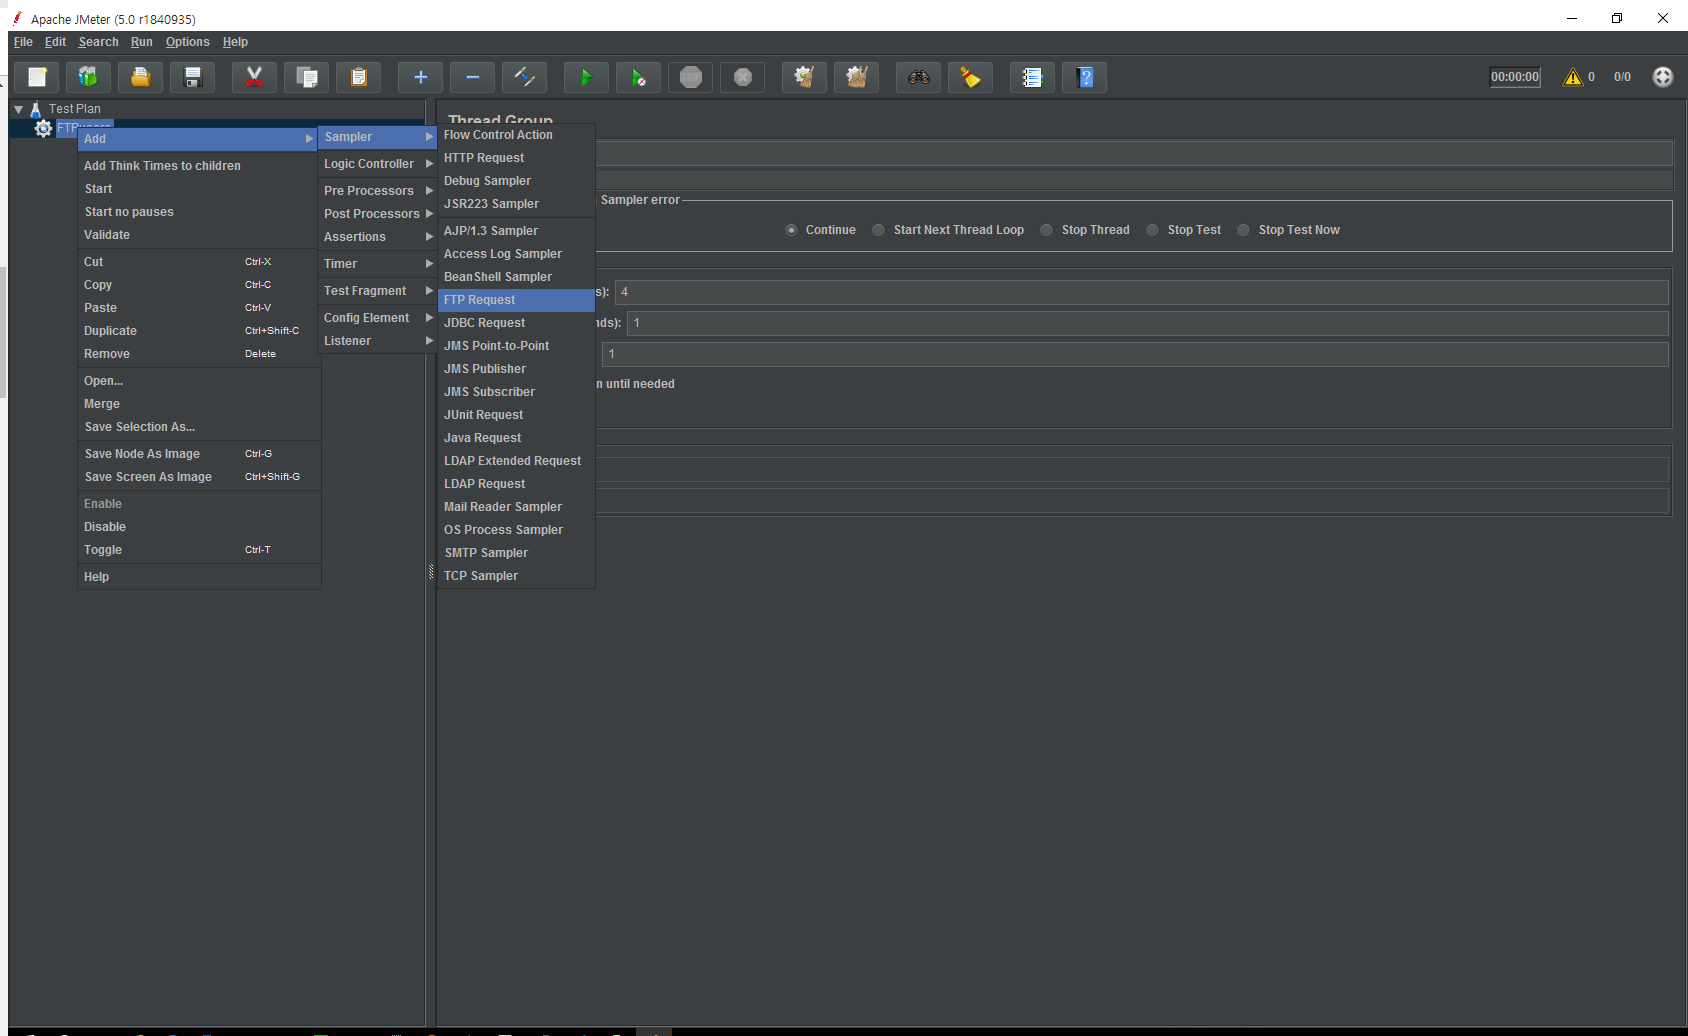 Apache JMeter (5.0 r1840935)
File Edit Search Run Options Help
STOP
00:00:00 0 0/0
Test Plan
Thread Group
Add
Add Think Times to children
Start
Start no pauses
Validate
Cut Ctrl-X
Copy Ctrl-C
Paste Ctrl-V
Duplicate Ctrl+Shift-C
Remove Delete
Open...
Merge
Save Selection As...
Save Node As Image Ctrl-G
Save Screen As Image Ctrl+Shift-G
Enable
Disable
Toggle Ctrl-T
Help
Sampler
Logic Controller
Pre Processors
Post Processors
Assertions
Timer
Test Fragment
Config Element
Listener
Flow Control Action
HTTP Request
Debug Sampler
JSR223 Sampler
AJP/1.3 Sampler
Access Log Sampler
BeanShell Sampler
FTP Request
JDBC Request
JMS Point-to-Point
JMS Publisher
JMS Subscriber
JUnit Request
Java Request
LDAP Extended Request
LDAP Request
Mail Reader Sampler
OS Process Sampler
SMTP Sampler
TCP Sampler
Sampler error
Continue Start Next Thread Loop Stop Thread Stop Test Stop Test Now
s): 4
nds): 1
1
n until needed